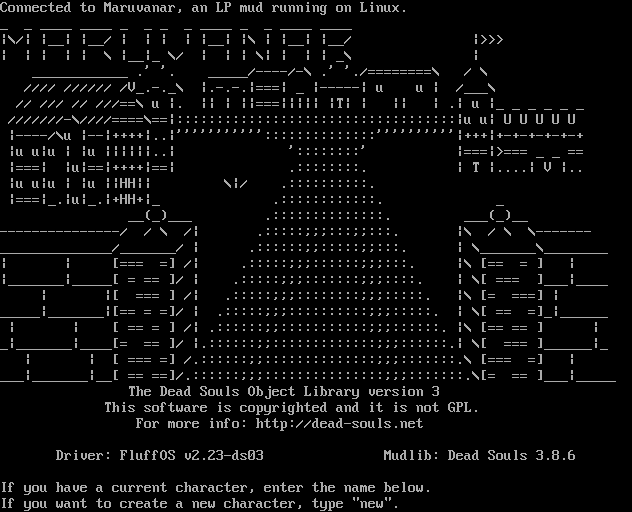 Connected to Maruvanar, an LP mud running on Linux.
The Dead Souls Object Library version 3
This software is copyrighted and it is not GPL.
For more info: http://dead-souls.net
Driver: FluffOS v2.23-ds03 Mudlib: Dead Souls 3.8.6
If you have a current character, enter the name below.
If you want to create a new character, type "new".